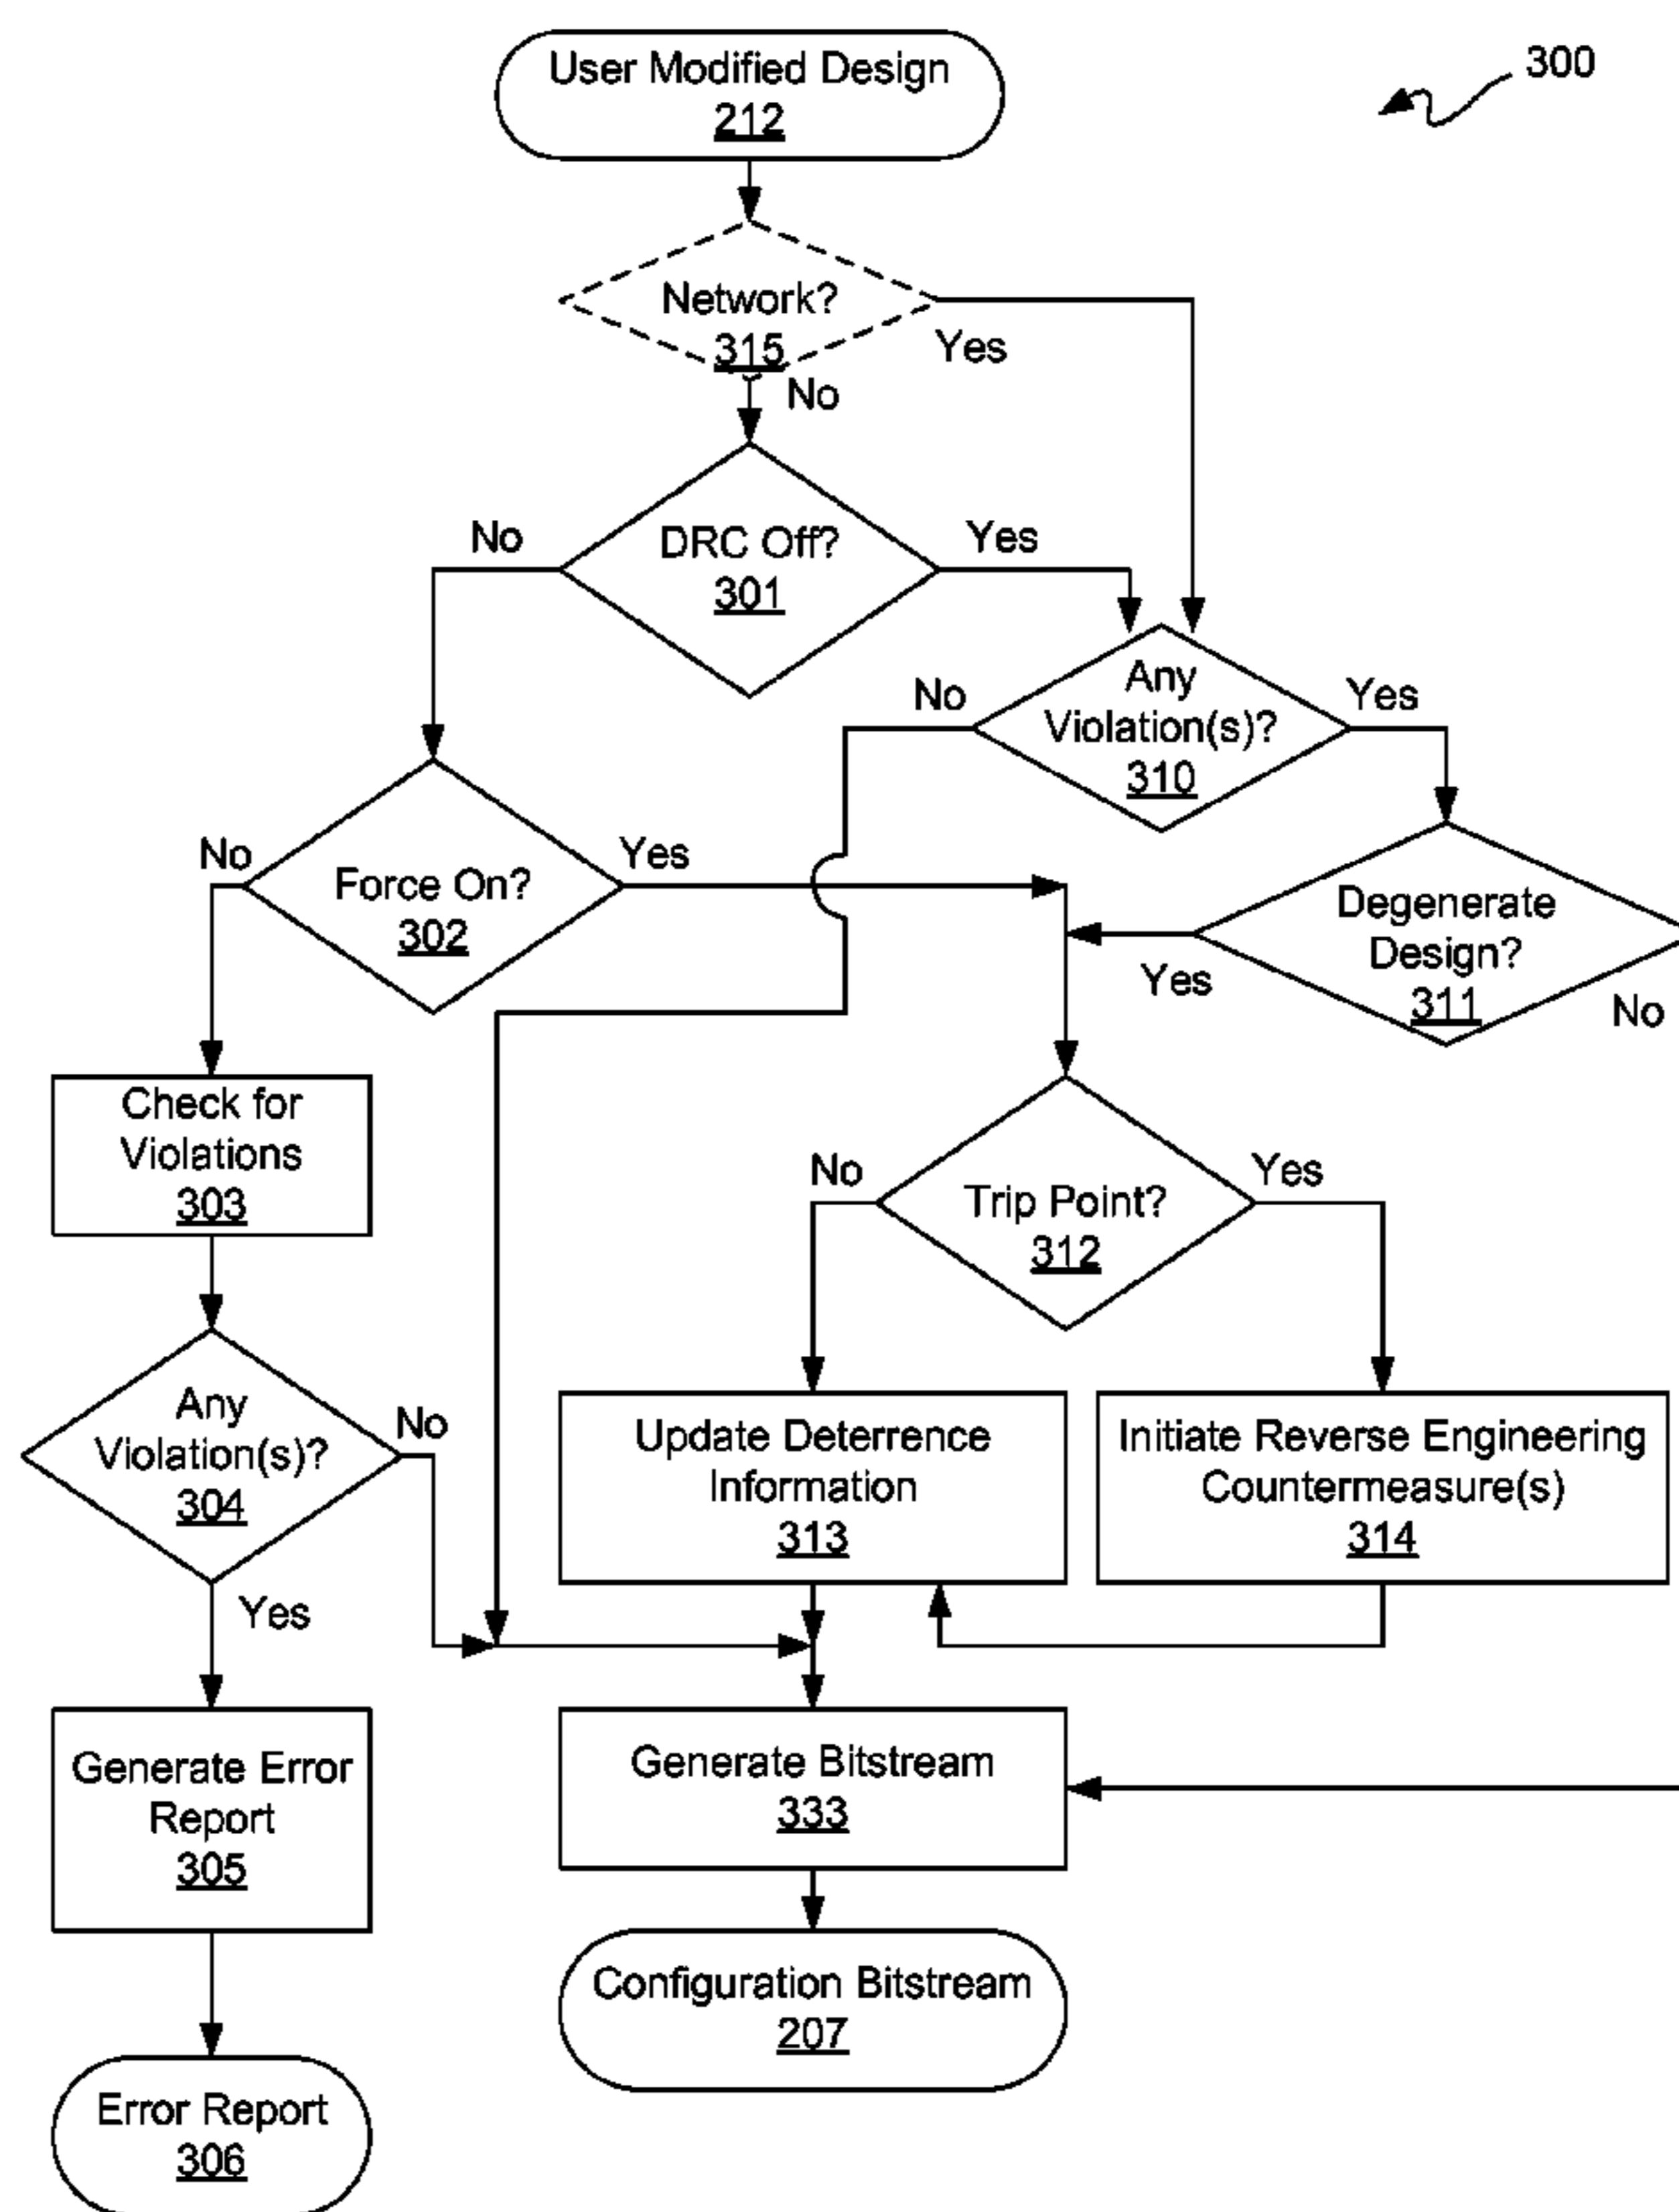 User Modified Design
212
300
Network?
315
Yes
No
DRC Off?
301
No
Yes
Any
Violation(s)?
310
No
Yes
Force On?
302
No
Yes
Degenerate
Design?
311
Yes
No
Check for
Violations
303
Trip Point?
312
No
Yes
Any
Violation(s)?
304
No
Yes
Update Deterrence
Information
313
Initiate Reverse Engineering
Countermeasure(s)
314
Generate Error
Report
305
Generate Bitstream
333
Configuration Bitstream
207
Error Report
306